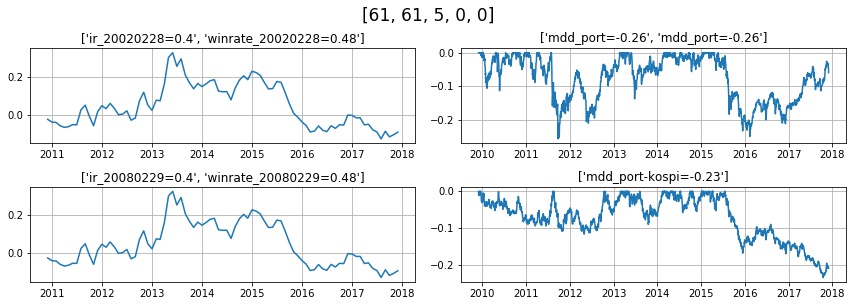 [61, 61, 5, 0, 0]
['ir_20020228=0.4', 'winrate_20020228=0.48']
0.2
0.0
2011 2012 2013 2014 2015 2016 2017 2018
['mdd_port=-0.26', 'mdd_port=-0.26']
0.0
−0.1
−0.2
2010 2011 2012 2013 2014 2015 2016 2017 2018
['ir_20080229=0.4', 'winrate_20080229=0.48']
0.2
0.0
2011 2012 2013 2014 2015 2016 2017 2018
['mdd_port-kospi=-0.23']
0.0
−0.1
−0.2
2010 2011 2012 2013 2014 2015 2016 2017 2018